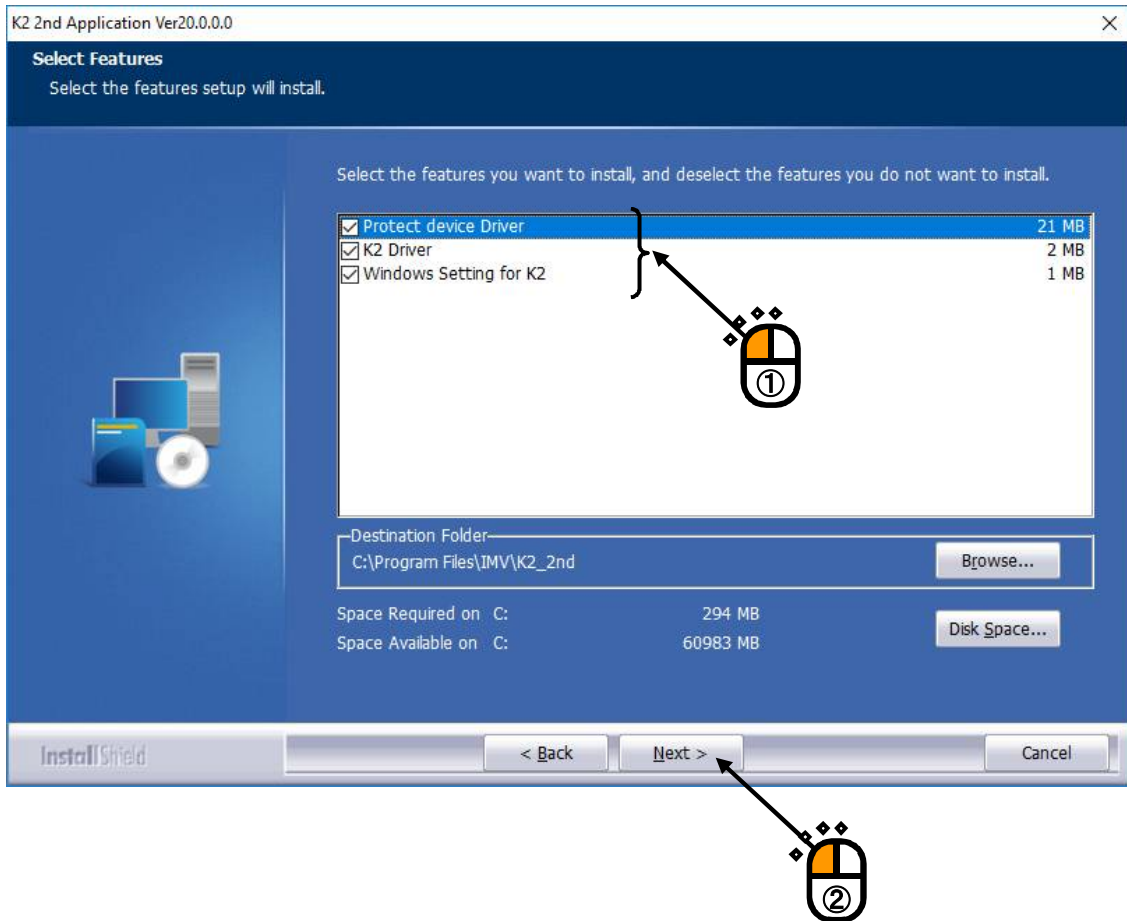 K2 2nd Application Ver20.0.0.0
Select Features
Select the features setup will install.
Select the features you want to install, and deselect the features you do not want to install.
Protect device Driver 21 MB
K2 Driver 2 MB
Windows Setting for K2 1 MB
①
Destination Folder
C:\Program Files\IMV\K2_2nd
Browse...
Space Required on C: 294 MB
Space Available on C: 60983 MB
Disk Space...
InstallShield
< Back Next > Cancel
②